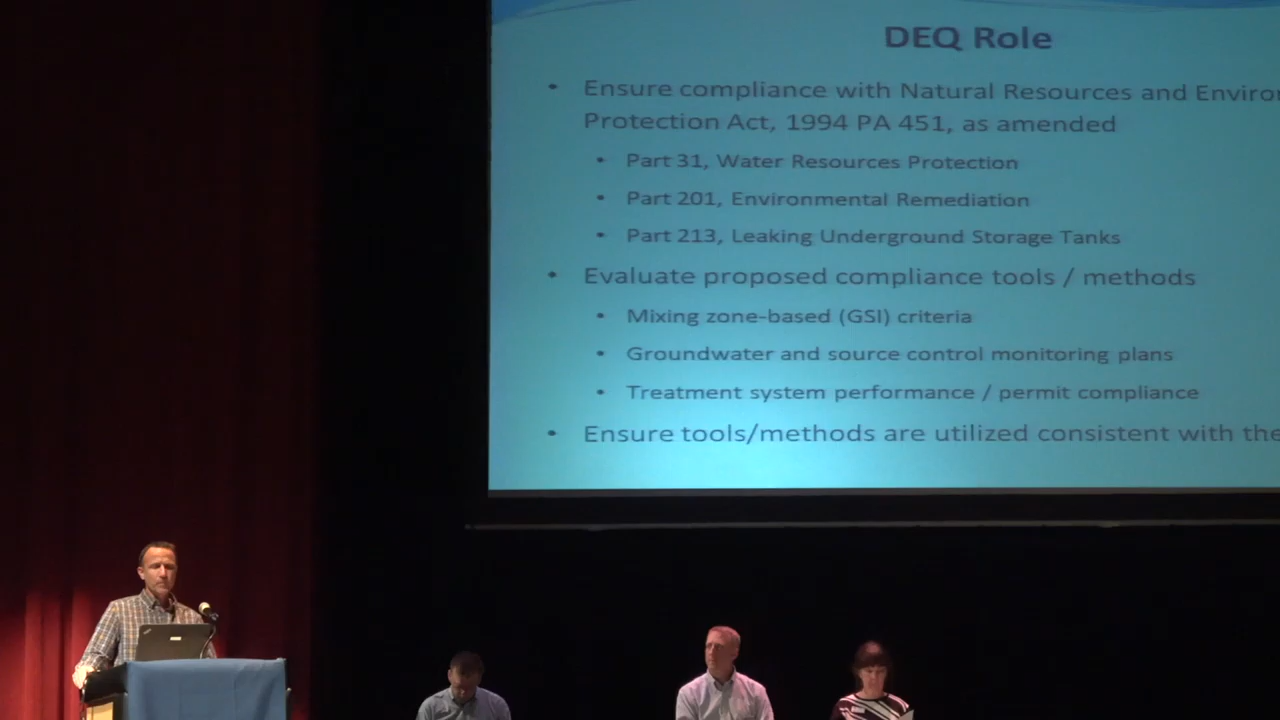 DEQ Role
• Ensure compliance with Natural Resources and Enviro
Protection Act, 1994 PA 451, as amended
• Part 31, Water Resources Protection
• Part 201, Environmental Remediation
• Part 213, Leaking Underground Storage Tanks
• Evaluate proposed compliance tools / methods
• Mixing zone-based (GSI) criteria
• Groundwater and source control monitoring plans
• Treatment system performance / permit compliance
• Ensure tools/methods are utilized consistent with the